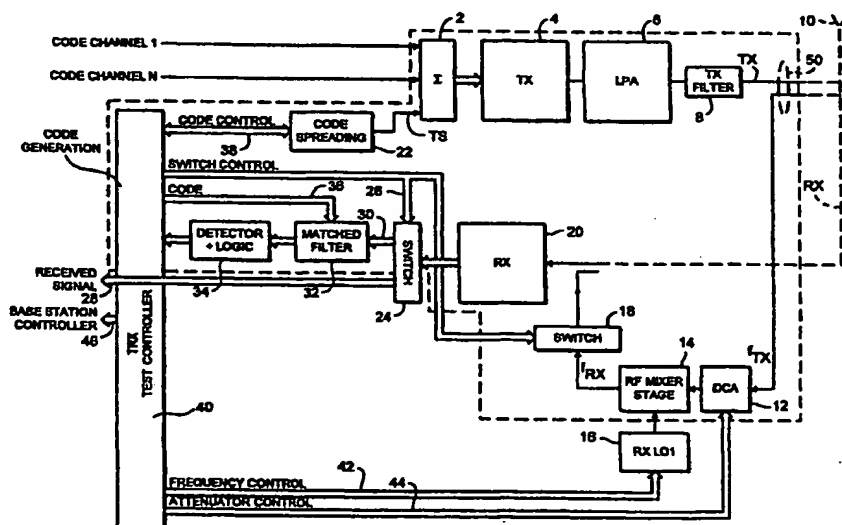 CODE CHANNEL 1
CODE CHANNEL N
2
Σ
4
TX
6
LPA
TX
FILTER
8
TX
10
50
CODE
GENERATION
CODE CONTROL
38
CODE
SPREADING
22
TS
SWITCH CONTROL
CODE
36
26
30
DETECTOR
+ LOGIC
34
MATCHED
FILTER
32
SWITCH
24
20
RX
RX
RECEIVED
SIGNAL
28
BASE STATION
CONTROLLER
46
TRX
TEST CONTROLLER
40
SWITCH
18
fRX
14
RF MIXER
STAGE
fTX
DCA
12
16
RX LO1
FREQUENCY CONTROL
42
ATTENUATOR CONTROL
44